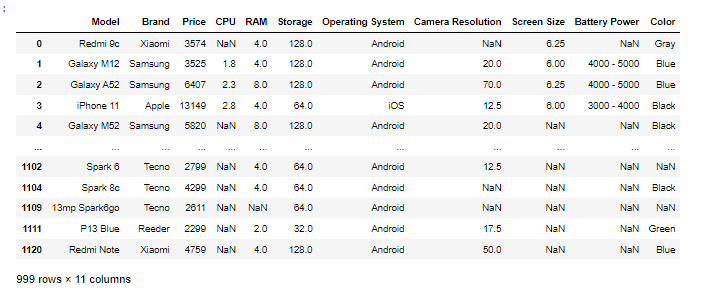 :
Model Brand Price CPU RAM Storage Operating System Camera Resolution Screen Size Battery Power Color
0 Redmi 9c Xiaomi 3574 NaN 4.0 128.0 Android NaN 6.25 NaN Gray
1 Galaxy M12 Samsung 3525 1.8 4.0 128.0 Android 20.0 6.00 4000 - 5000 Blue
2 Galaxy A52 Samsung 6407 2.3 8.0 128.0 Android 70.0 6.25 4000 - 5000 Blue
3 iPhone 11 Apple 13149 2.8 4.0 64.0 iOS 12.5 6.00 3000 - 4000 Black
4 Galaxy M52 Samsung 5820 NaN 8.0 128.0 Android 20.0 NaN NaN Black
... ... ... ... ... ... ... ... ... ... ... ...
1102 Spark 6 Tecno 2799 NaN 4.0 64.0 Android 12.5 NaN NaN NaN
1104 Spark 8c Tecno 4299 NaN 4.0 64.0 Android NaN NaN NaN Black
1109 13mp Spark6go Tecno 2611 NaN NaN 64.0 Android NaN NaN NaN NaN
1111 P13 Blue Reeder 2299 NaN 2.0 32.0 Android 17.5 NaN NaN Green
1120 Redmi Note Xiaomi 4759 NaN 4.0 128.0 Android 50.0 NaN NaN Blue
999 rows × 11 columns